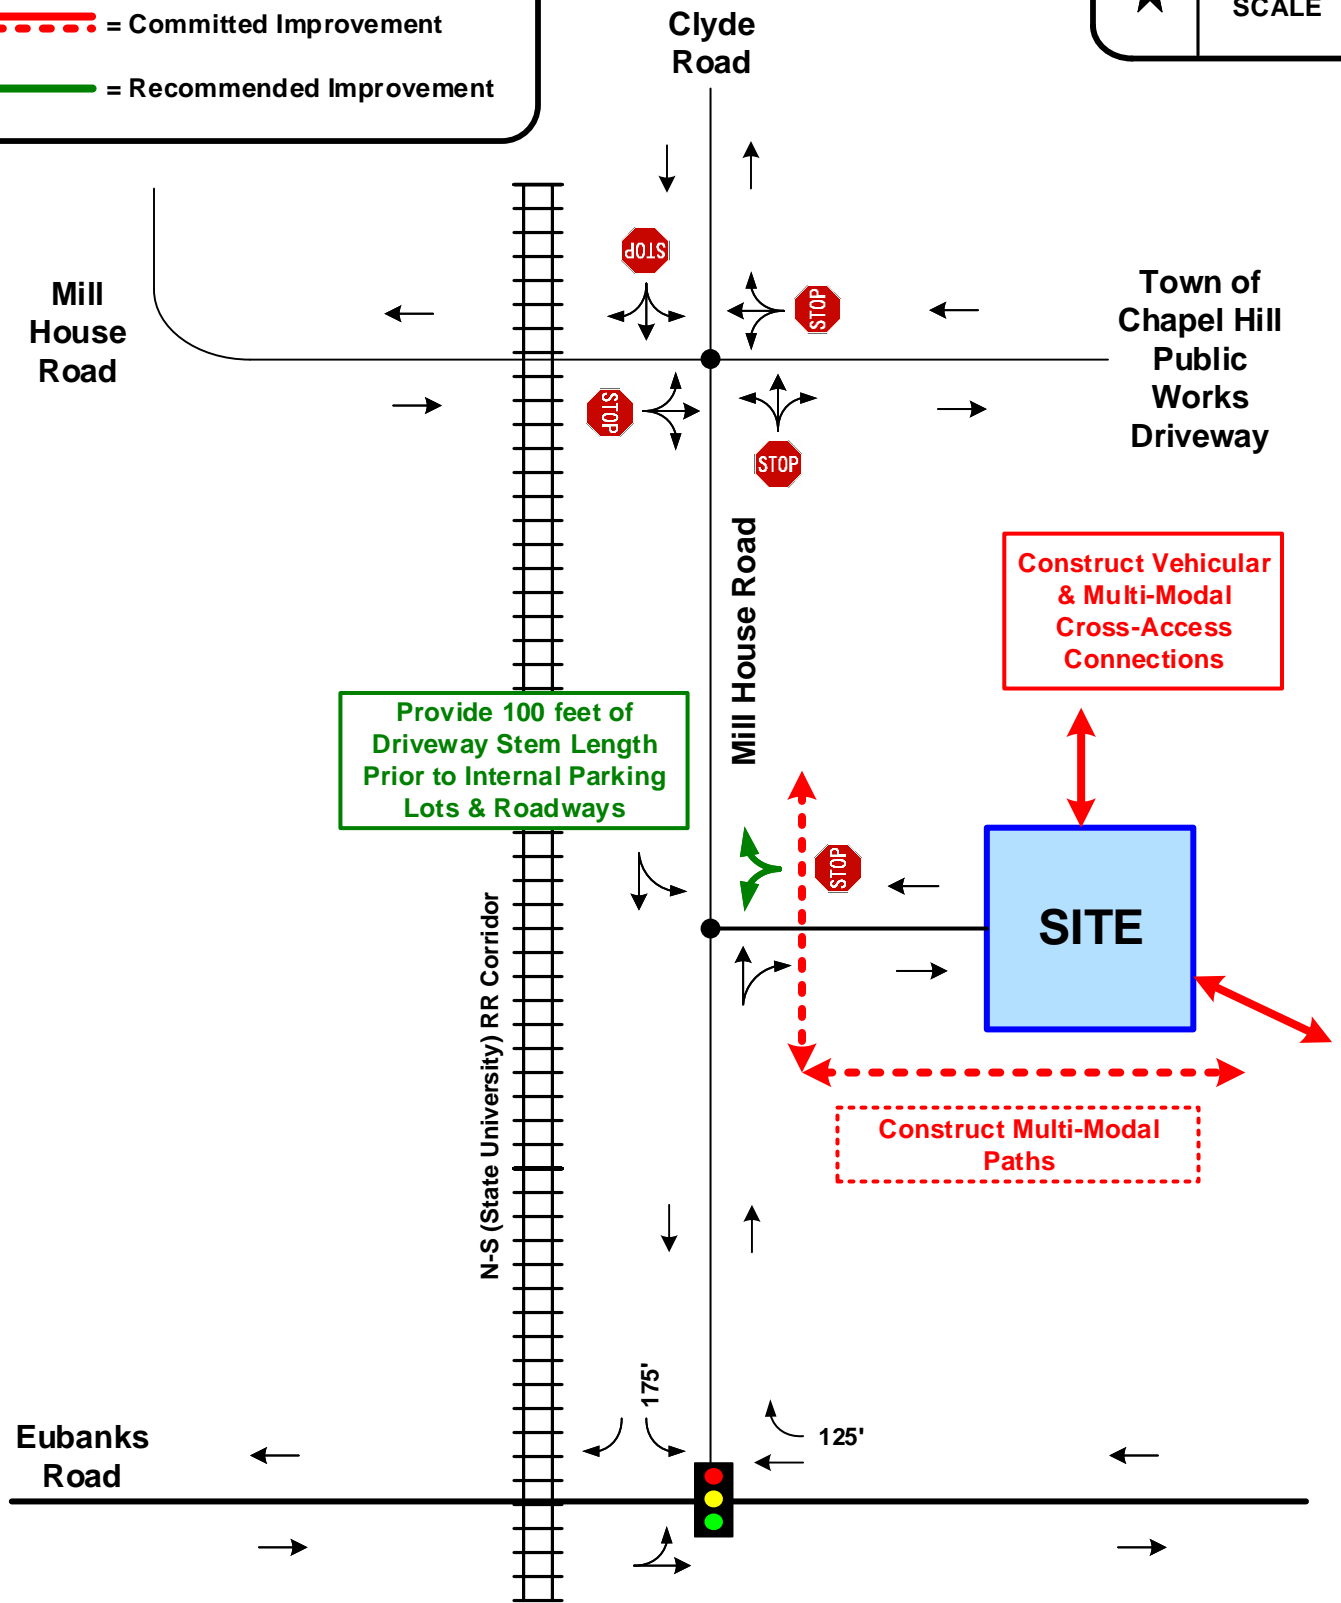 = Committed Improvement
= Recommended Improvement
Clyde
Road
SCALE
Mill
House
Road
STOP
STOP
STOP
STOP
Town of
Chapel Hill
Public
Works
Driveway
Mill House Road
Construct Vehicular
& Multi-Modal
Cross-Access
Connections
Provide 100 feet of
Driveway Stem Length
Prior to Internal Parking
Lots & Roadways
STOP
SITE
N-S (State University) RR Corridor
Construct Multi-Modal
Paths
175'
125'
Eubanks
Road